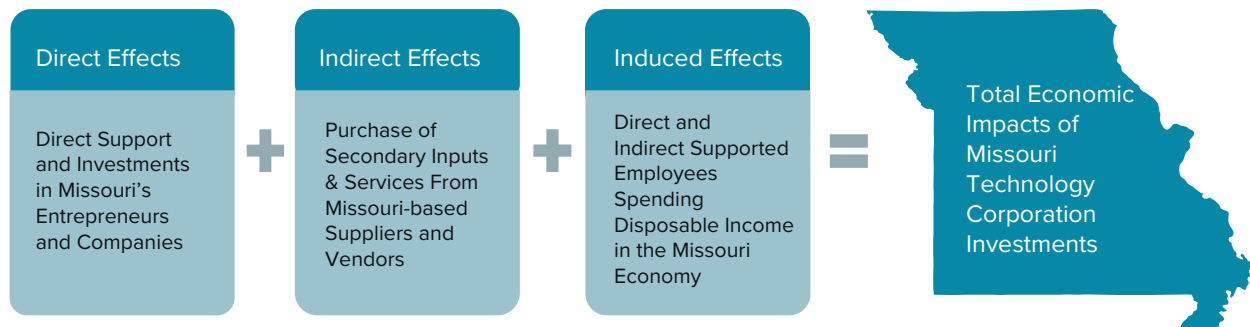 Direct Effects
Direct Support
and Investments
in Missouri’s
Entrepreneurs
and Companies
+
Indirect Effects
Purchase of
Secondary Inputs
& Services From
Missouri-based
Suppliers and
Vendors
+
Induced Effects
Direct and
Indirect Supported
Employees
Spending
Disposable Income
in the Missouri
Economy
=
Total Economic
Impacts of
Missouri
Technology
Corporation
Investments